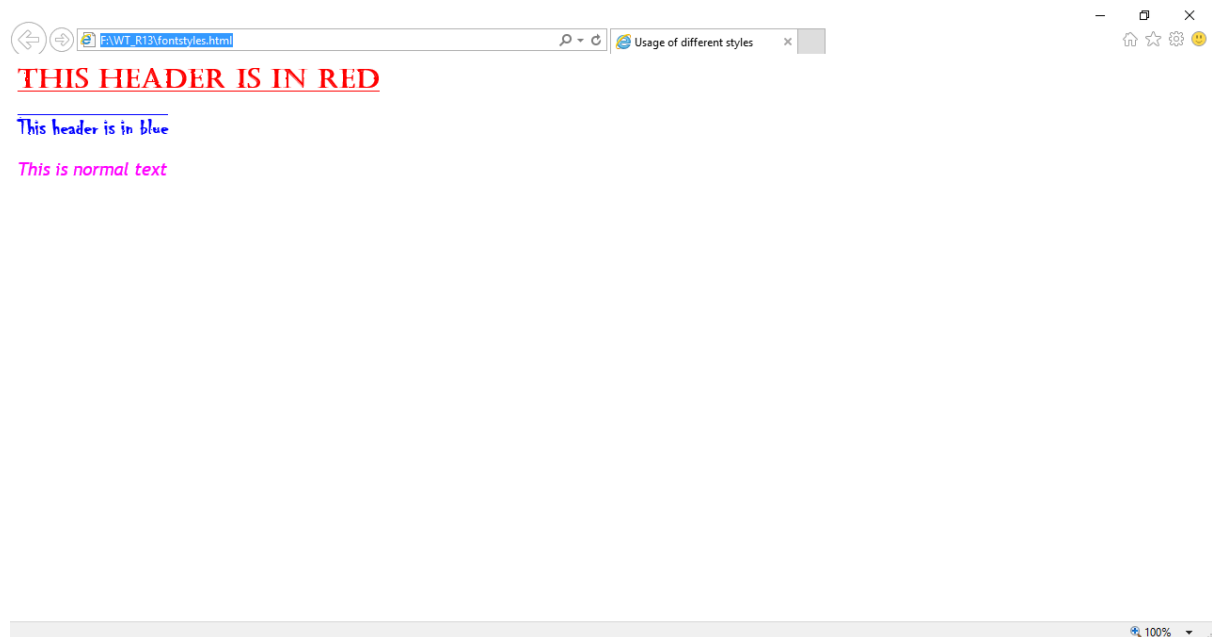 F:\WT_R13\fontstyles.html
Usage of different styles
THIS HEADER IS IN RED
This header is in blue
This is normal text
100%